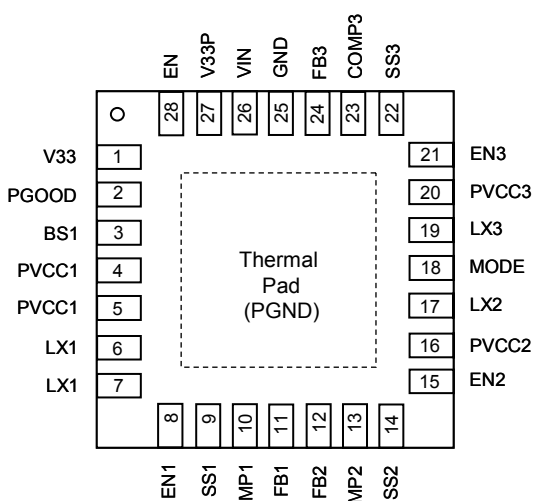 EN
V33P
VIN
GND
FB3
COMP3
SS3
28
27
26
25
24
23
22
V33 1
PGOOD 2
BS1 3
PVCC1 4
PVCC1 5
LX1 6
LX1 7
Thermal
Pad
(PGND)
21 EN3
20 PVCC3
19 LX3
18 MODE
17 LX2
16 PVCC2
15 EN2
8
9
10
11
12
13
14
EN1
SS1
MP1
FB1
FB2
MP2
SS2